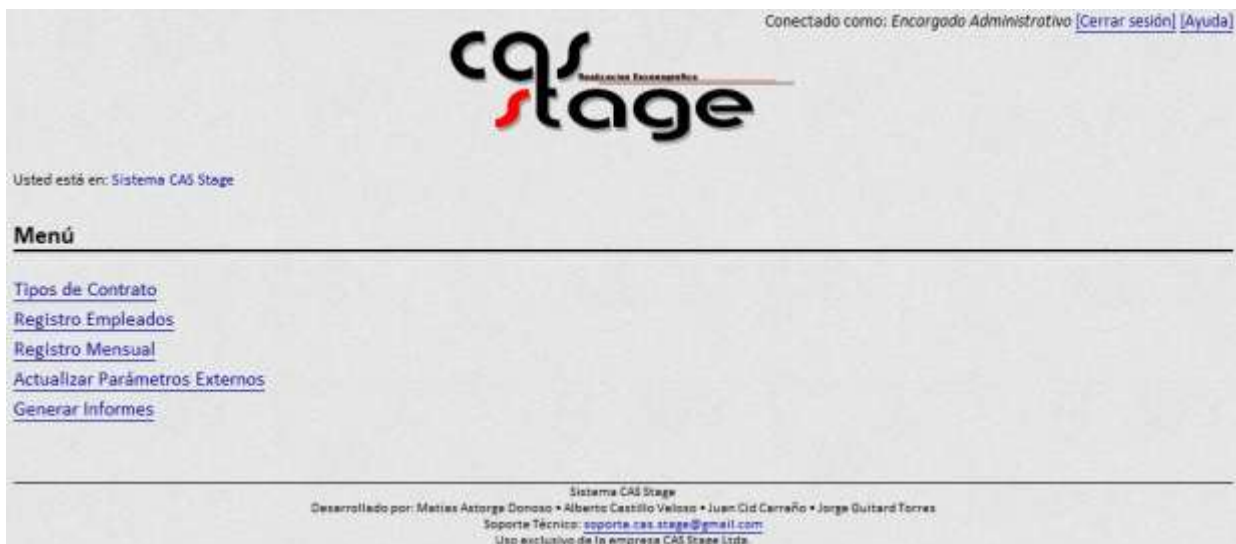 Conectado como: Encargado Administrativo [Cerrar sesión] [Ayuda]
cas
Realizacion Escenografica
stage
Usted está en: Sistema CAS Stage
Menú
Tipos de Contrato
Registro Empleados
Registro Mensual
Actualizar Parámetros Externos
Generar Informes
Sistema CAS Stage
Desarrollado por: Matías Astorga Donoso • Alberto Castillo Veloso • Juan Cid Carreño • Jorge Guitard Torres
Soporte Técnico: soporte.cas.stage@gmail.com
Uso exclusivo de la empresa CAS Stage Ltda.